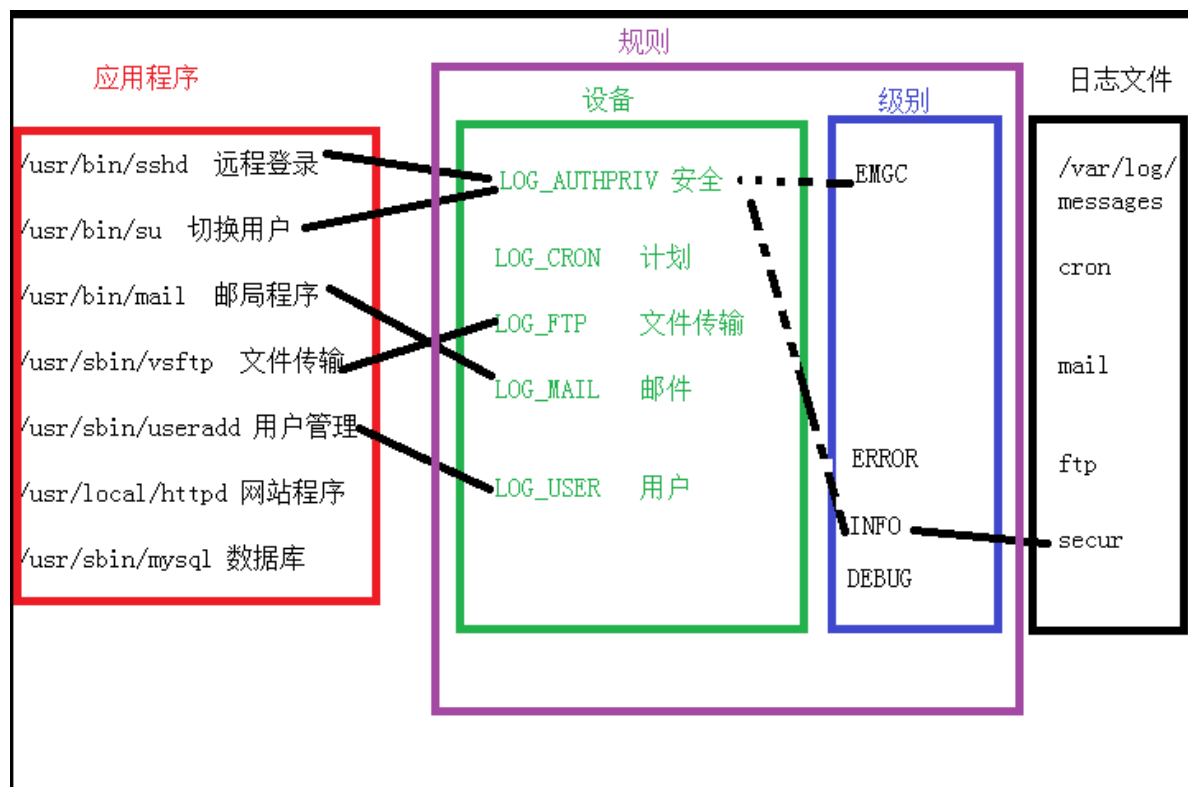 规则
应用程序
设备
级别
日志文件
/usr/bin/sshd 远程登录
/usr/bin/su 切换用户
/usr/bin/mail 邮局程序
/usr/sbin/vsftp 文件传输
/usr/sbin/useradd 用户管理
/usr/local/httpd 网站程序
/usr/sbin/mysql 数据库
LOG_AUTHPRIV 安全
LOG_CRON 计划
LOG_FTP 文件传输
LOG_MAIL 邮件
LOG_USER 用户
EMGC
ERROR
INFO
DEBUG
/var/log/
messages
cron
mail
ftp
secur